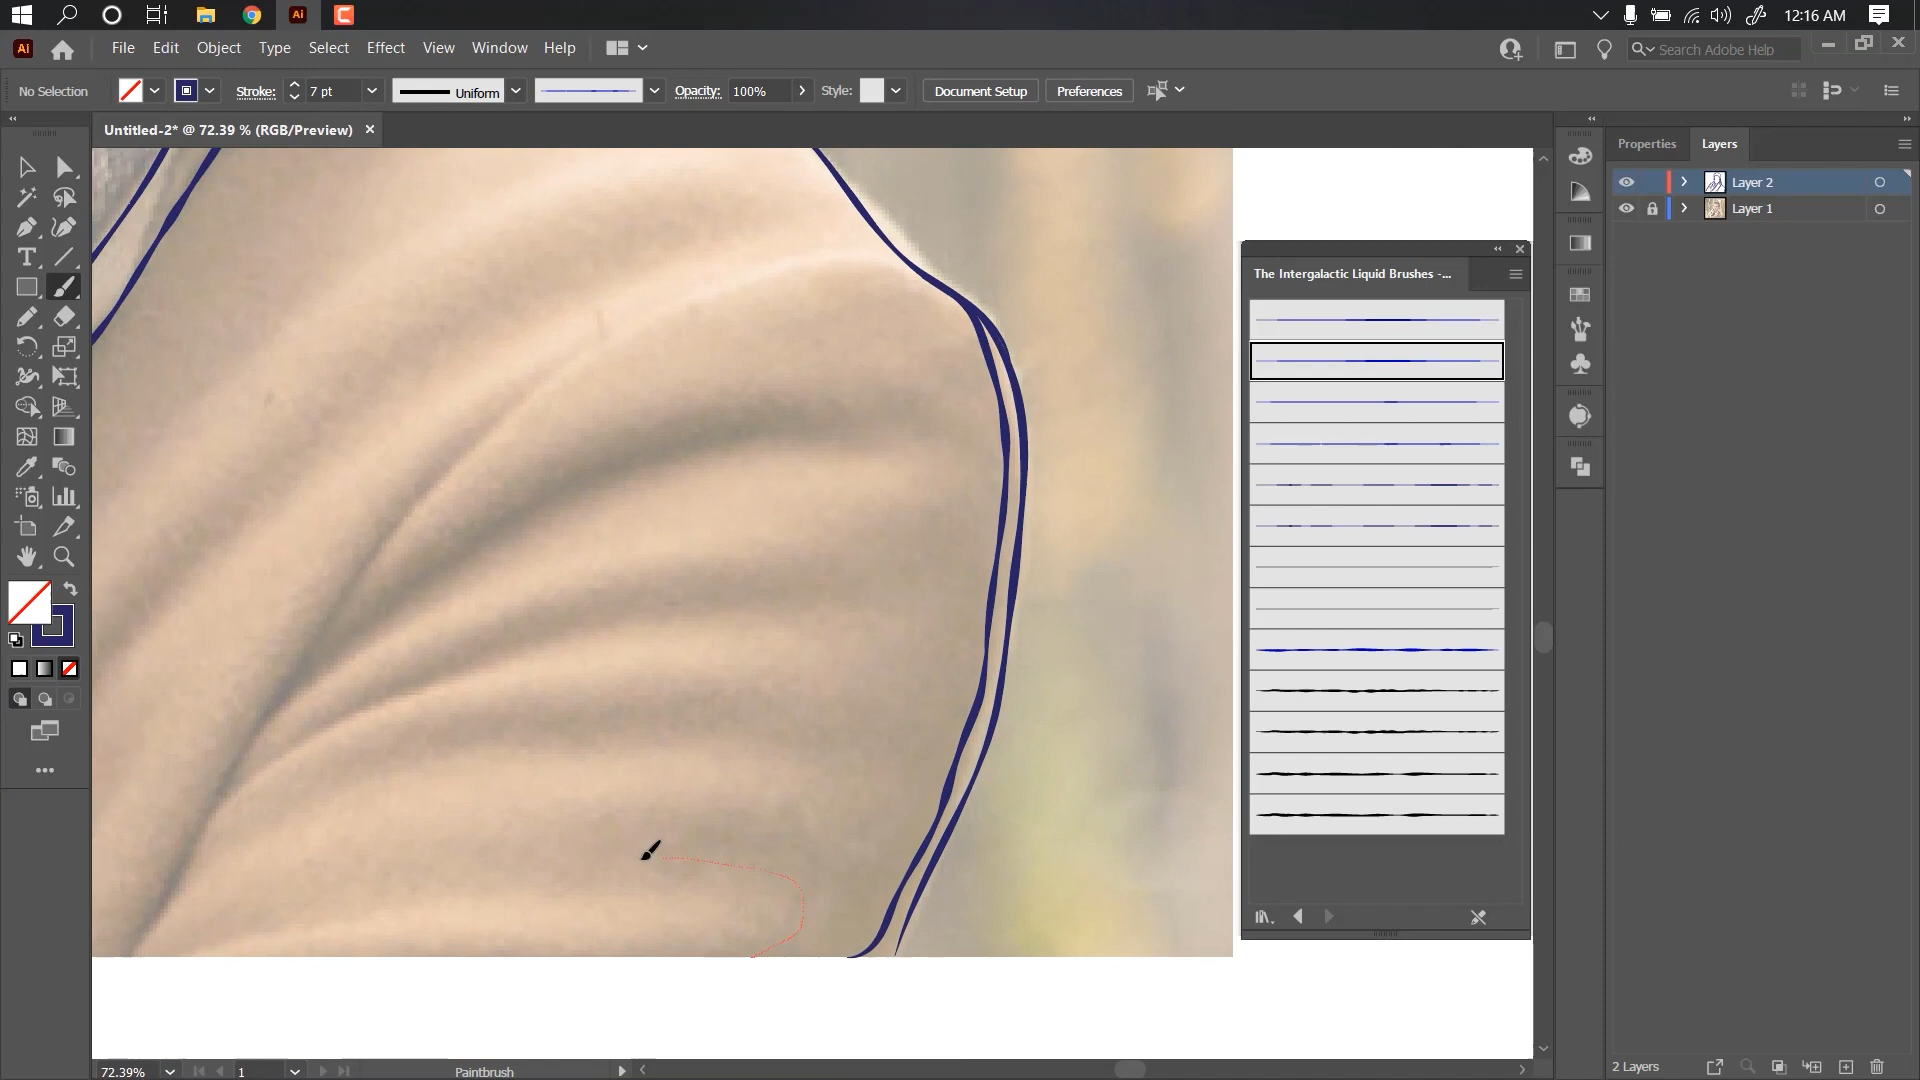 Ai
12:16 AM
Ai File Edit Object Type Select Effect View Window Help
Search Adobe Help
No Selection Stroke: 7 pt Uniform Opacity: 100% Style: Document Setup Preferences
Untitled-2* @ 72.39 % (RGB/Preview)
Properties Layers
Layer 2
Layer 1
The Intergalactic Liquid Brushes -...
72.39% 1 Paintbrush
2 Layers